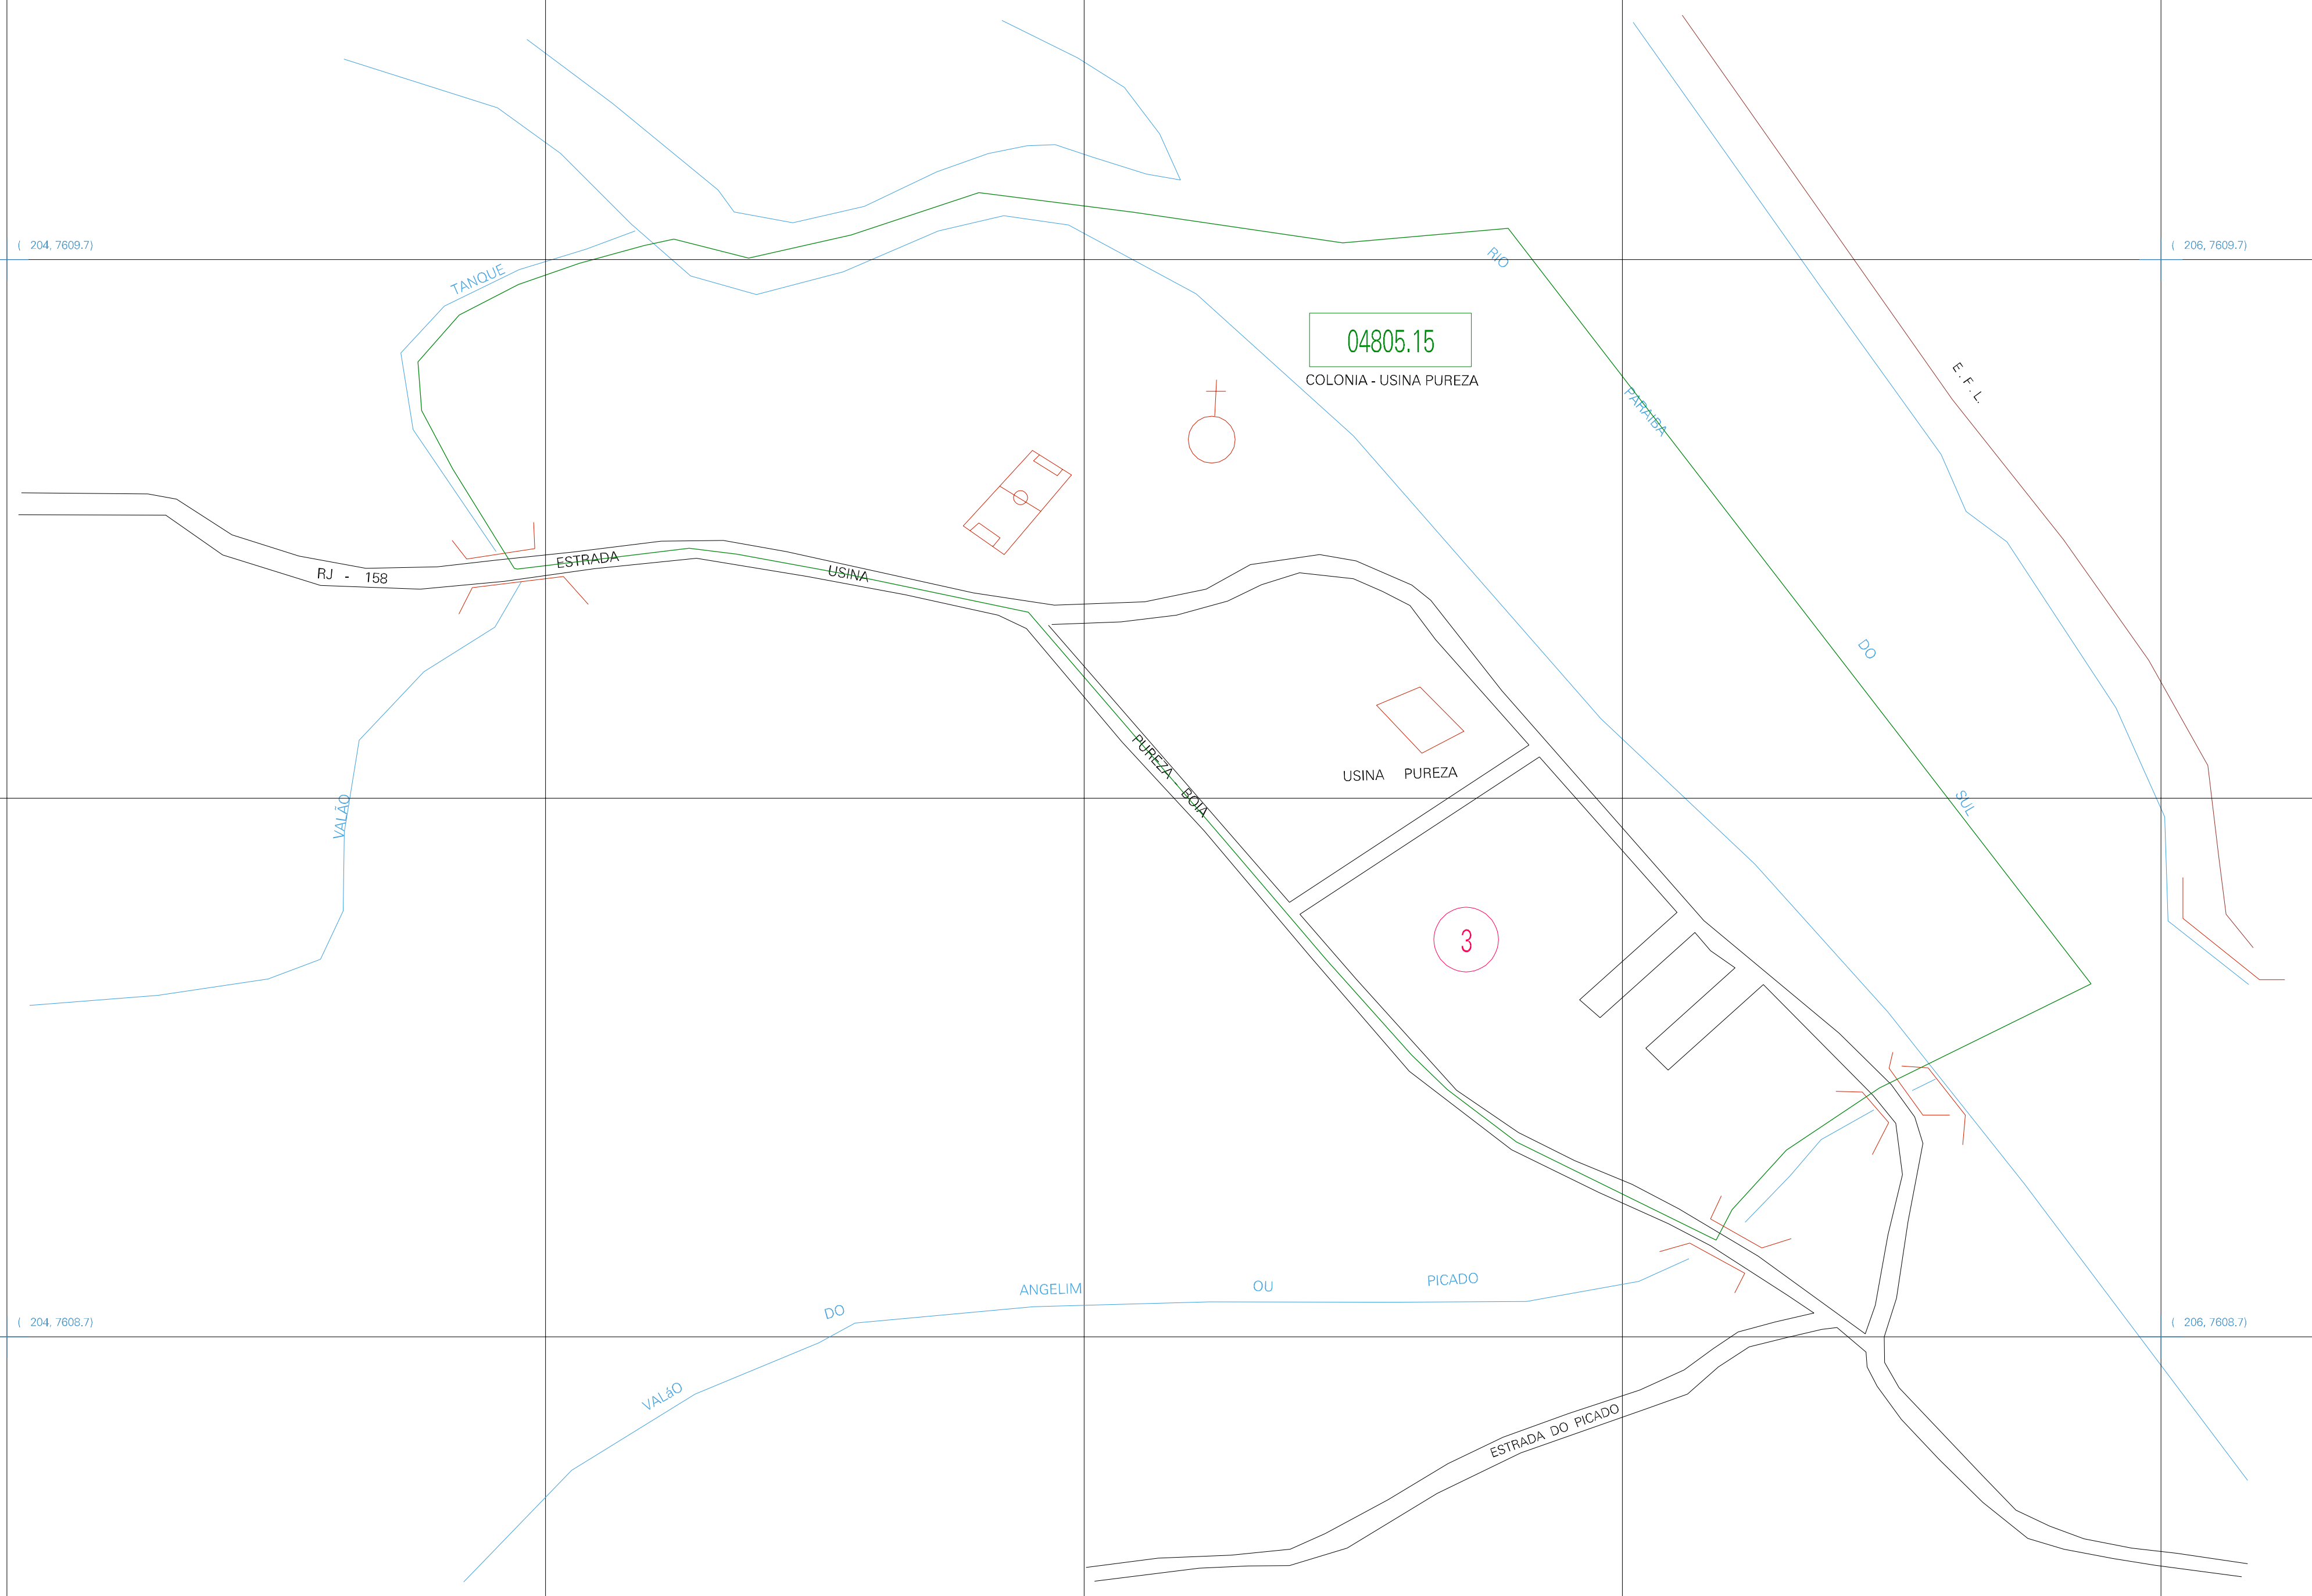 ( 204, 7609.7)
( 206, 7609.7)
RIO
TANQUE
04805.15
COLONIA - USINA PUREZA
E. F. L.
PARAIBA
RJ - 158
ESTRADA
USINA
DO
PUREZA
BOIA
USINA PUREZA
SUL
VALÃO
3
ANGELIM
OU
PICADO
DO
( 204, 7608.7)
( 206, 7608.7)
VALáO
ESTRADA DO PICADO